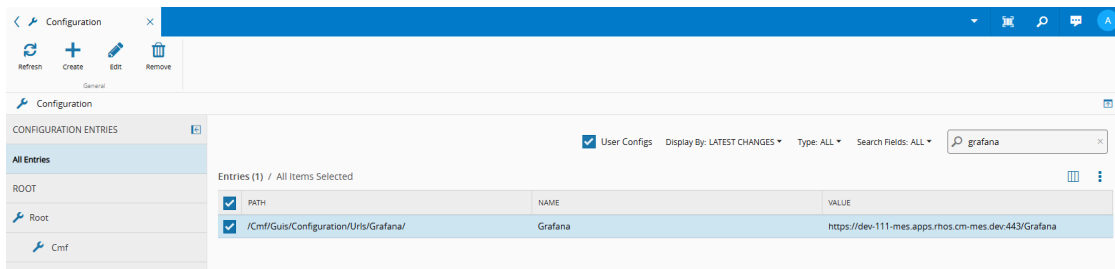 Configuration
A
Refresh Create Edit Remove
General
Configuration
CONFIGURATION ENTRIES
User Configs Display By: LATEST CHANGES Type: ALL Search Fields: ALL grafana
All Entries
Entries (1) / All Items Selected
ROOT
PATH NAME VALUE
Root
/Cmf/Guis/Configuration/Urls/Grafana/ Grafana https://dev-111-mes.apps.rhos.cm-mes.dev:443/Grafana
Cmf